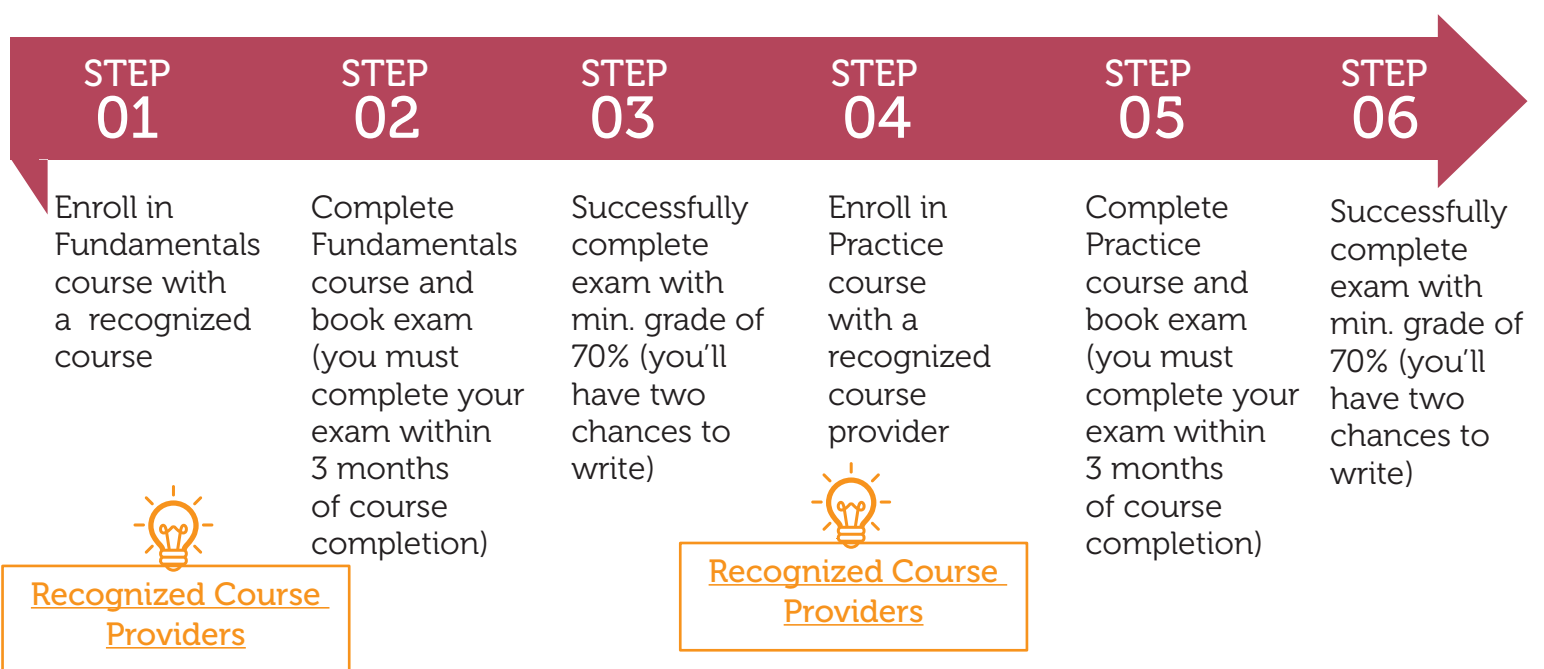 STEP
01
Enroll in
Fundamentals
course with
a  recognized
course
Recognized Course
Providers
STEP
02
Complete
Fundamentals
course and
book exam
(you must
complete your
exam within
3 months
of course
completion)
STEP
03
Successfully
complete
exam with
min. grade of
70% (you’ll
have two
chances to
write)
STEP
04
Enroll in
Practice
course
with a
recognized
course
provider
Recognized Course
Providers
STEP
05
Complete
Practice
course and
book exam
(you must
complete your
exam within
3 months
of course
completion)
STEP
06
Successfully
complete
exam with
min. grade of
70% (you’ll
have two
chances to
write)